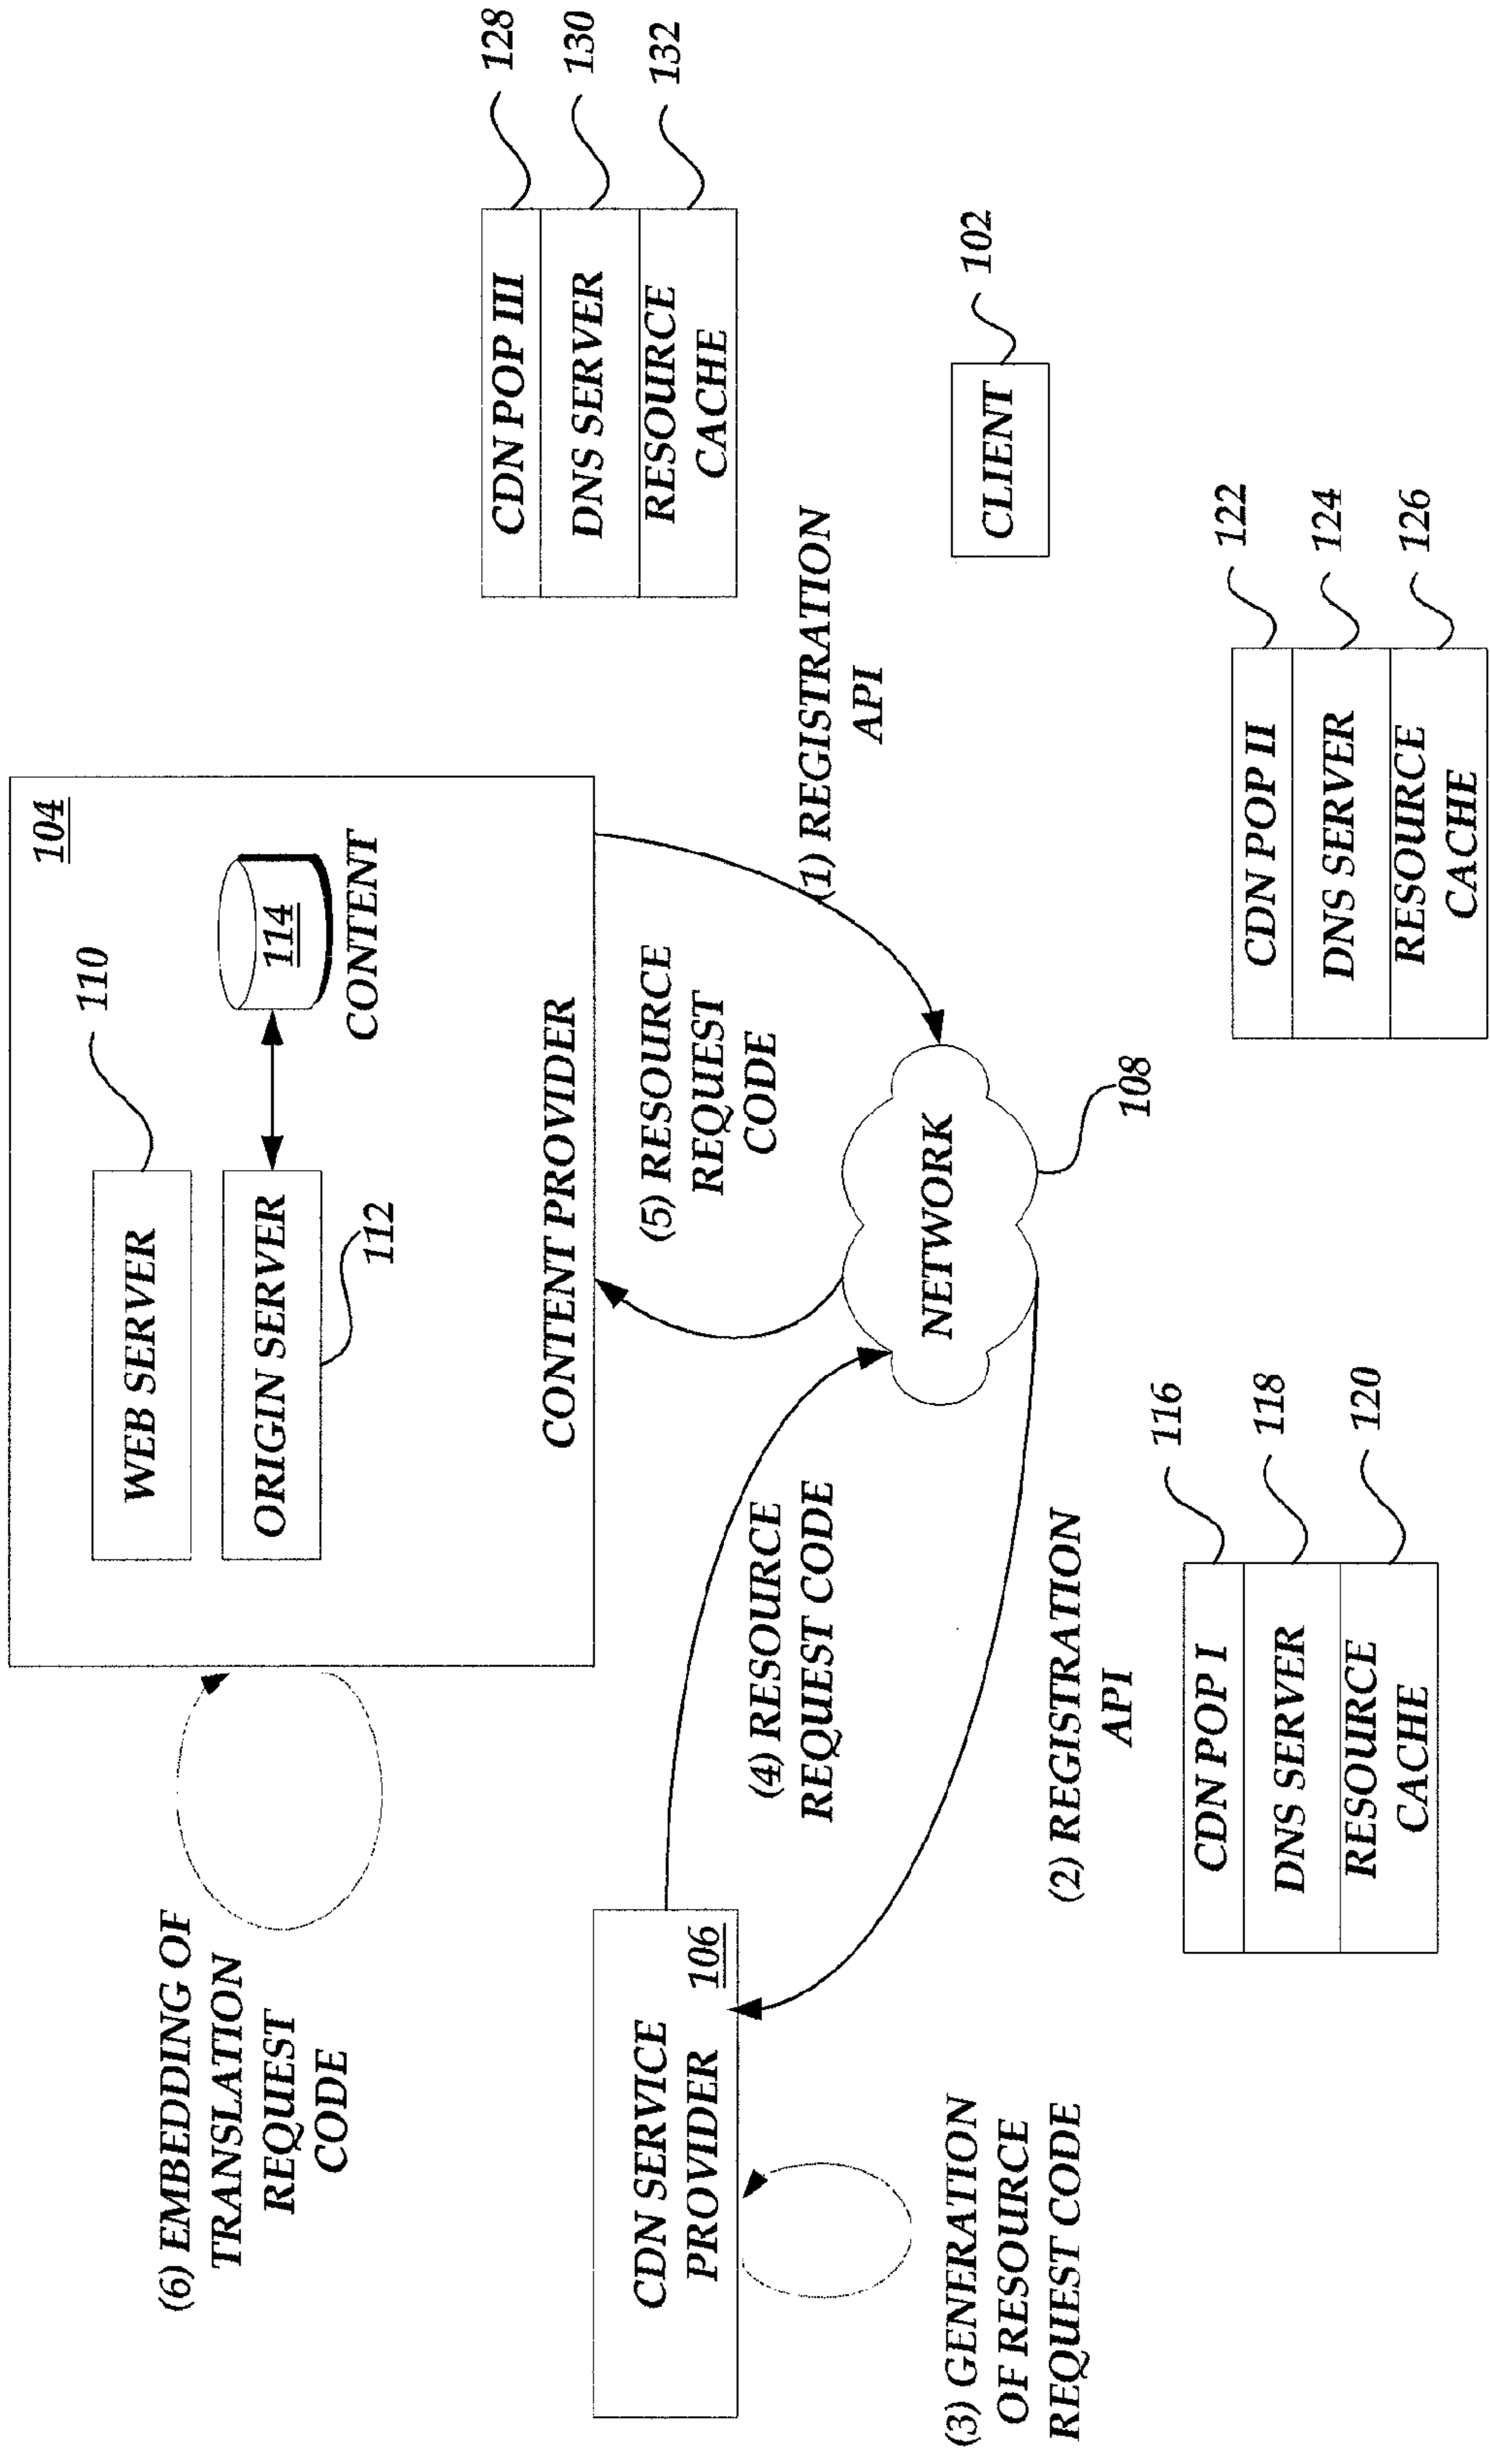 104
110
WEB SERVER
ORIGIN SERVER
112
114
CONTENT
CONTENT PROVIDER
(6) EMBEDDING OF
TRANSLATION
REQUEST
CODE
CDN SERVICE
PROVIDER
106
(3) GENERATION
OF RESOURCE
REQUEST CODE
(4) RESOURCE
REQUEST CODE
(5) RESOURCE
REQUEST
CODE
(1) REGISTRATION
API
NETWORK
108
(2) REGISTRATION
API
CDN POP III
128
DNS SERVER
130
RESOURCE
CACHE
132
CLIENT
102
CDN POP II
122
DNS SERVER
124
RESOURCE
CACHE
126
CDN POP I
116
DNS SERVER
118
RESOURCE
CACHE
120